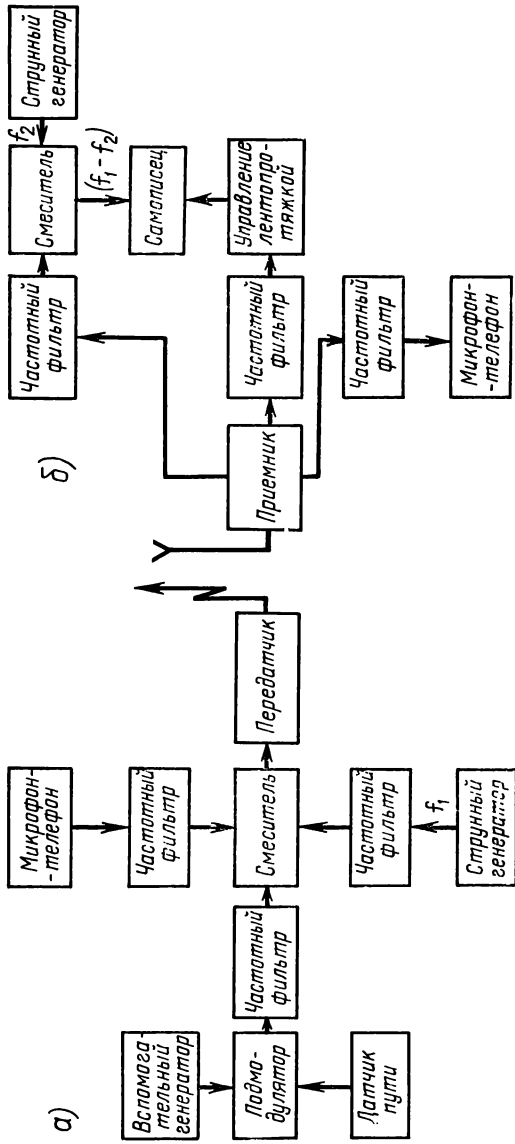 а)
Микрофон-
-телефон
Частотный
фильтр
Вспомога-
тельный
генератор
Подмо-
дулятор
Датчик
пути
Частотный
фильтр
Смеситель
Передатчик
Частотный
фильтр
f1
Струнный
генератор
б)
Приемник
Частотный
фильтр
Смеситель
f2
Струнный
генератор
(f1 - f2)
Самописец
Частотный
фильтр
Управление
лентопро-
тяжкой
Частотный
фильтр
Микрофон-
-телефон